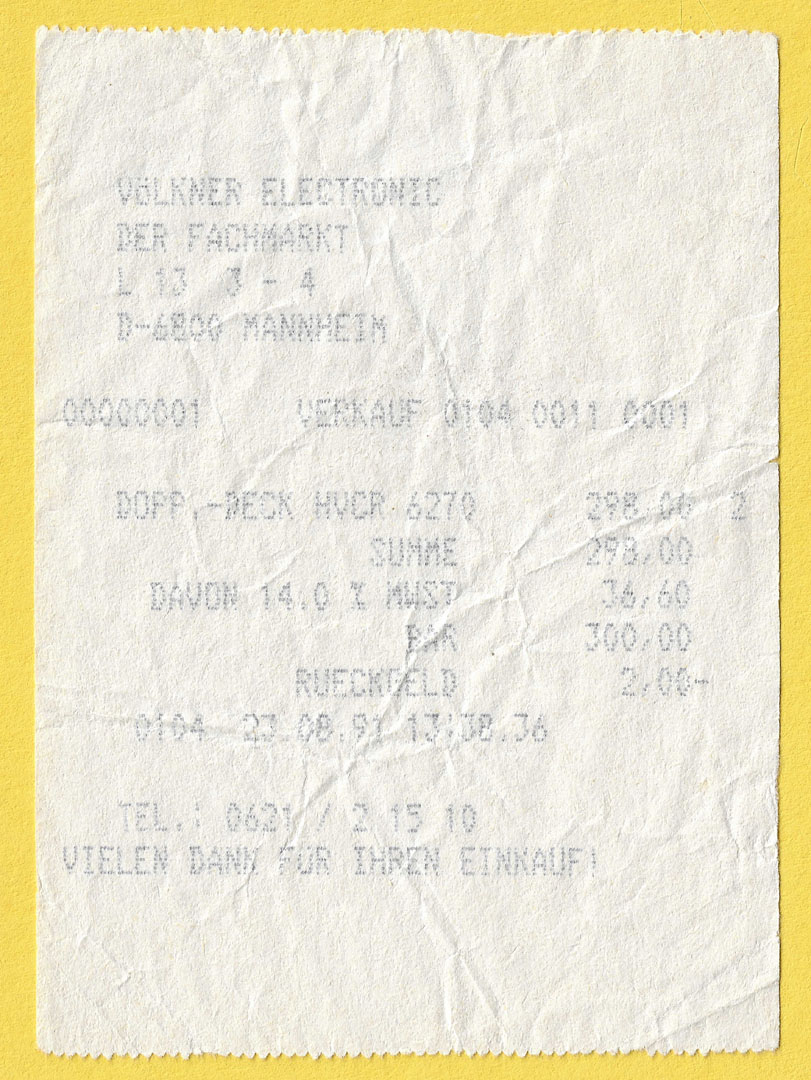 VÖLKNER ELECTRONIC
DER FACHMARKT
L 13 3 - 4
D-6800 MANNHEIM
00000001 VERKAUF 0104 0011 0001
DOPP.-DECK HVCR 6270 298,00 2
SUMME 298,00
DAVON 14.0 % MWST 36,60
BAR 300,00
RUECKGELD 2,00-
0104 23.08.91 13:38.36
TEL.: 0621 / 2 15 10
VIELEN DANK FÜR IHREN EINKAUF!